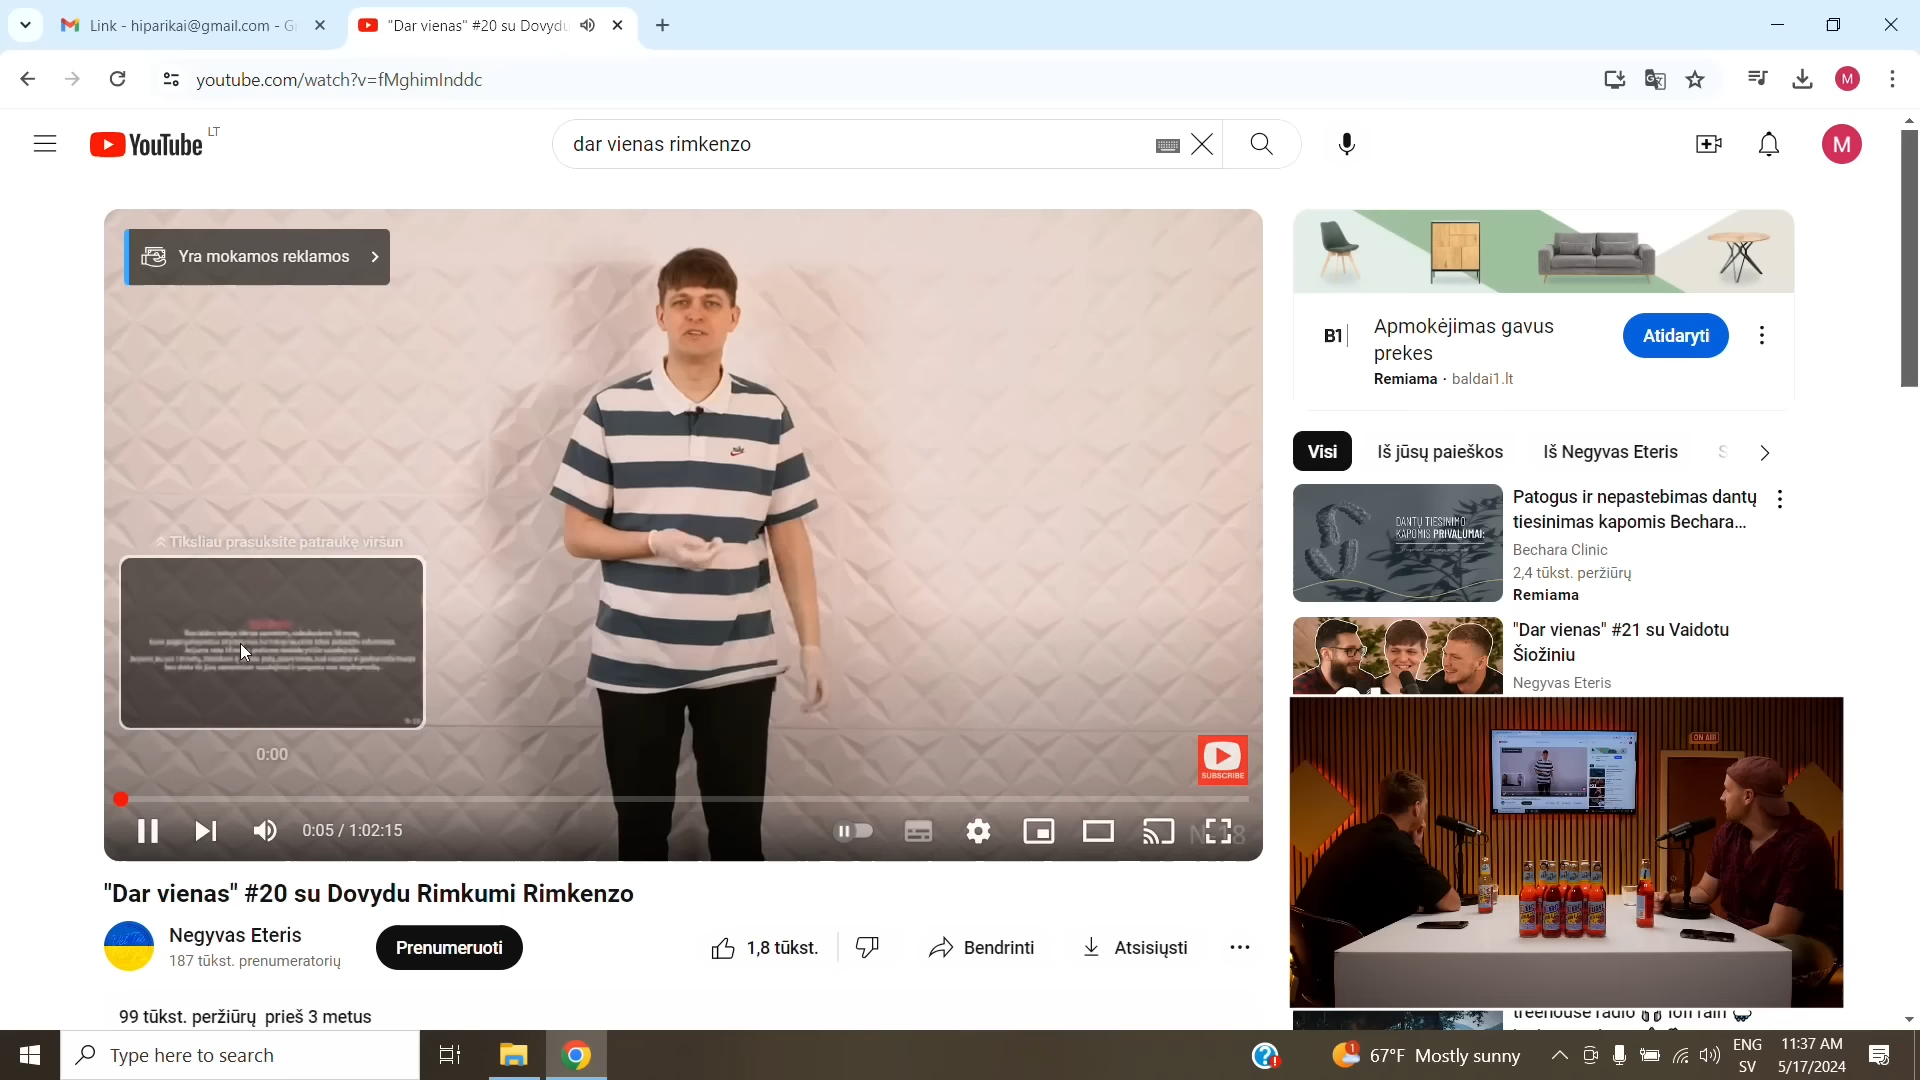 Link - hiparikai@gmail.com - G
"Dar vienas" #20 su Dovydu
youtube.com/watch?v=fMghimInddc
M
YouTube LT
dar vienas rimkenzo
M
Yra mokamos reklamos
Tiksliau prasuksite patraukę viršun
0:00
SUBSCRIBE
0:05 / 1:02:15
N-18
"Dar vienas" #20 su Dovydu Rimkumi Rimkenzo
Negyvas Eteris
187 tūkst. prenumeratorių
Prenumeruoti
1,8 tūkst.
Bendrinti
Atsisiųsti
99 tūkst. peržiūrų prieš 3 metus
B1
Apmokėjimas gavus
prekes
Remiama · baldai1.lt
Atidaryti
Visi
Iš jūsų paieškos
Iš Negyvas Eteris
DANTŲ TIESINIMO
KAPOMIS PRIVALUMAI:
Patogus ir nepastebimas dantų
tiesinimas kapomis Bechara...
Bechara Clinic
2,4 tūkst. peržiūrų
Remiama
"Dar vienas" #21 su Vaidotu
Šiožiniu
Negyvas Eteris
ON AIR
treehouse radio lofi rain
Type here to search
1
67°F Mostly sunny
ENG
SV
11:37 AM
5/17/2024